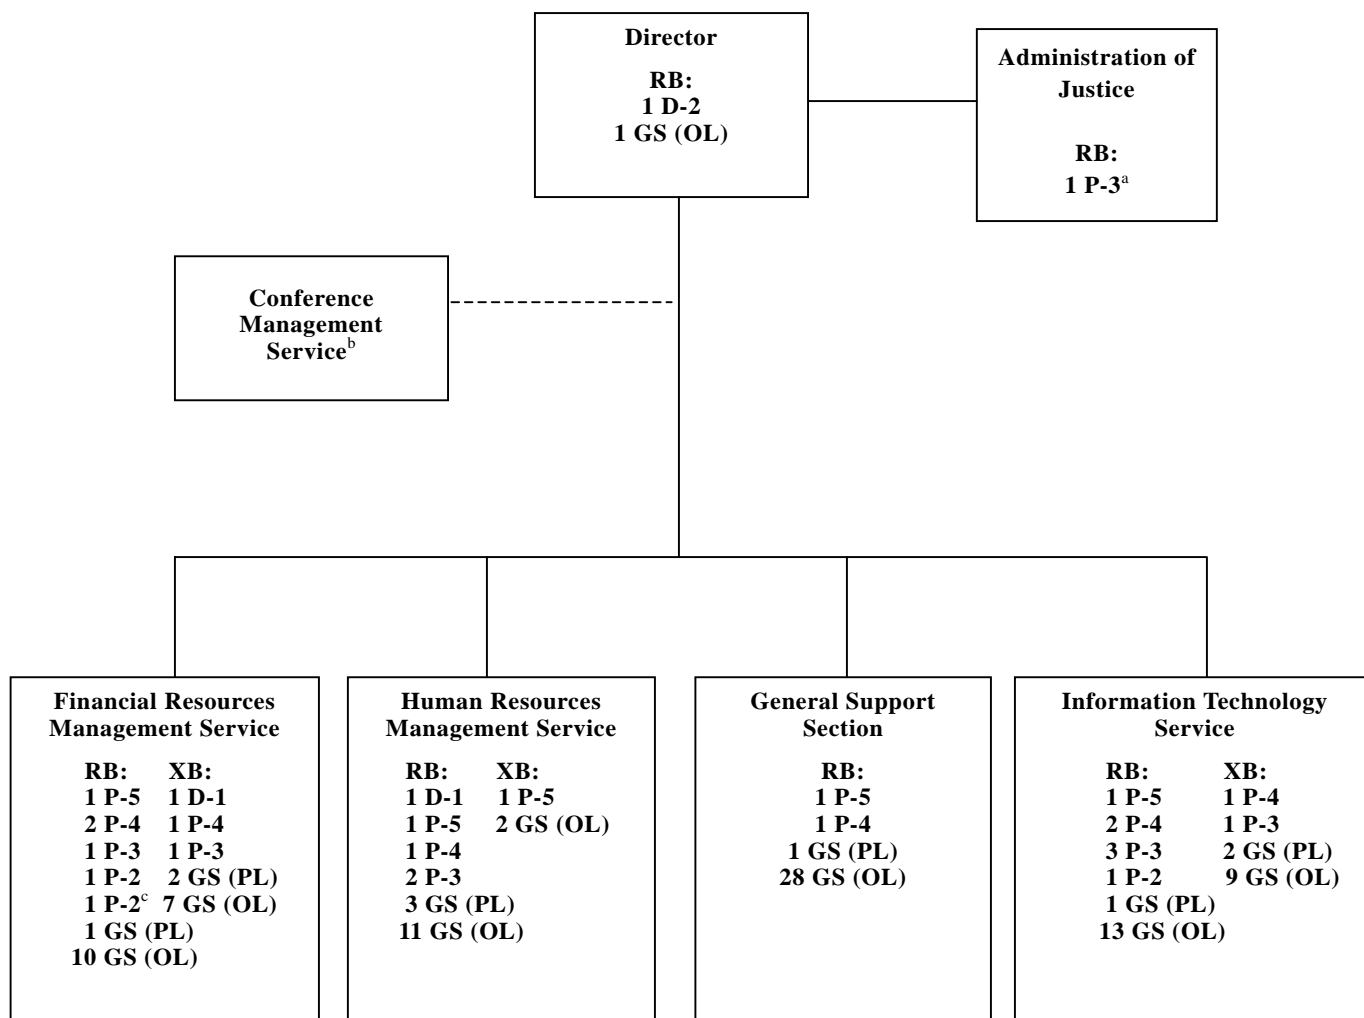 Director
RB:
1 D-2
1 GS (OL)
Administration of
Justice
RB:
1 P-3a
Conference
Management
Serviceb
Financial Resources
Management Service
RB: XB:
1 P-5 1 D-1
2 P-4 1 P-4
1 P-3 1 P-3
1 P-2 2 GS (PL)
1 P-2c 7 GS (OL)
1 GS (PL)
10 GS (OL)
Human Resources
Management Service
RB: XB:
1 D-1 1 P-5
1 P-5 2 GS (OL)
1 P-4
2 P-3
3 GS (PL)
11 GS (OL)
General Support
Section
RB:
1 P-5
1 P-4
1 GS (PL)
28 GS (OL)
Information Technology
Service
RB: XB:
1 P-5 1 P-4
2 P-4 1 P-3
3 P-3 2 GS (PL)
1 P-2 9 GS (OL)
1 GS (PL)
13 GS (OL)